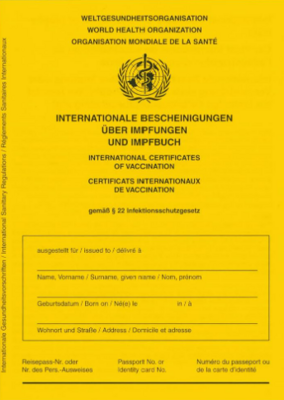 WELTGESUNDHEITSORGANISATION
WORLD HEALTH ORGANIZATION
ORGANISATION MONDIALE DE LA SANTÉ
INTERNATIONALE BESCHEINIGUNGEN
ÜBER IMPFUNGEN
UND IMPFBUCH
INTERNATIONAL CERTIFICATES
OF VACCINATION
CERTIFICATS INTERNATIONAUX
DE VACCINATION
gemäß § 22 Infektionsschutzgesetz
ausgestellt für / issued to / délivré à
Name, Vorname / Surname, given name / Nom, prénom
Geburtsdatum / Born on / Né(e) le in / à
Wohnort und Straße / Address / Domicile et adresse
Reisepass-Nr. oder Passport No. or Numéro du passeport ou
Nr. des Pers.-Ausweises Identity card No. de la carte d'identité
Internationale Gesundheitsvorschriften / International Sanitary Regulations / Règlements Sanitaires Internationaux